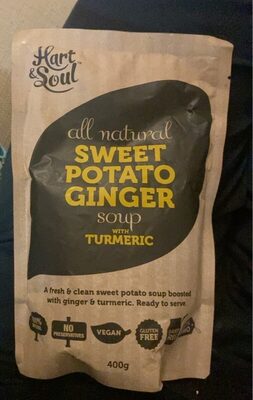 Hart
& Soul
all natural
SWEET
POTATO
GINGER
soup
WITH
TURMERIC
A fresh & clean sweet potato soup boosted
with ginger & turmeric. Ready to serve
NO
PRESERVATIVES
VEGAN
GLUTEN
FREE
400g